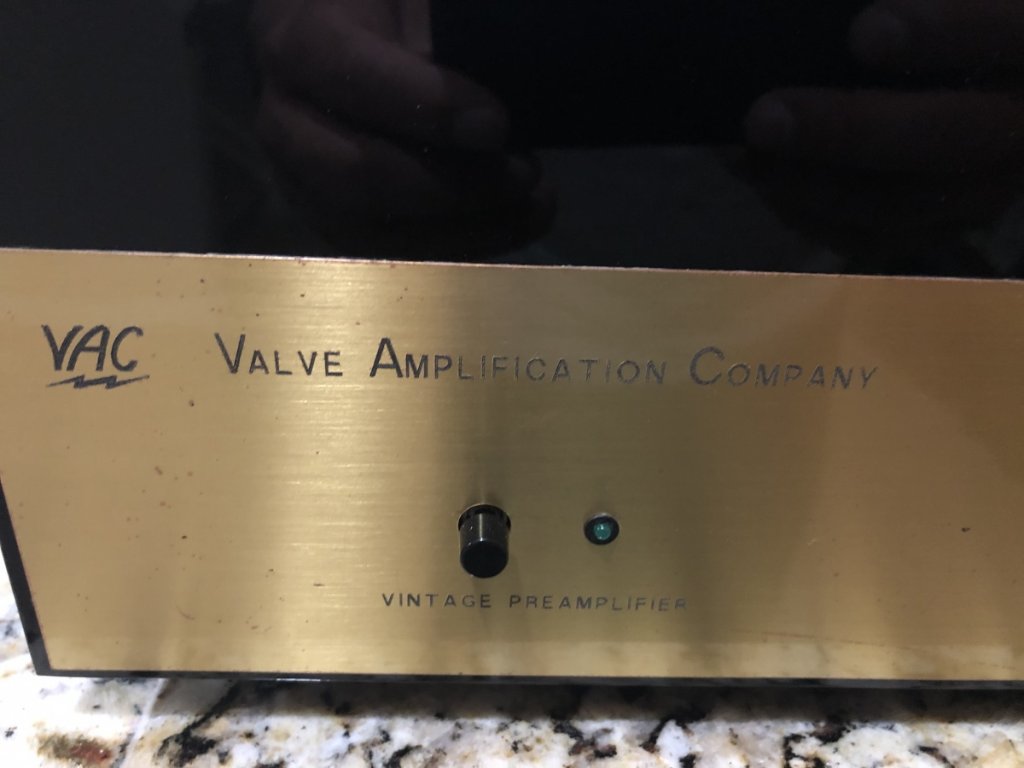 VAC VALVE AMPLIFICATION COMPANY
VINTAGE PREAMPLIFIER